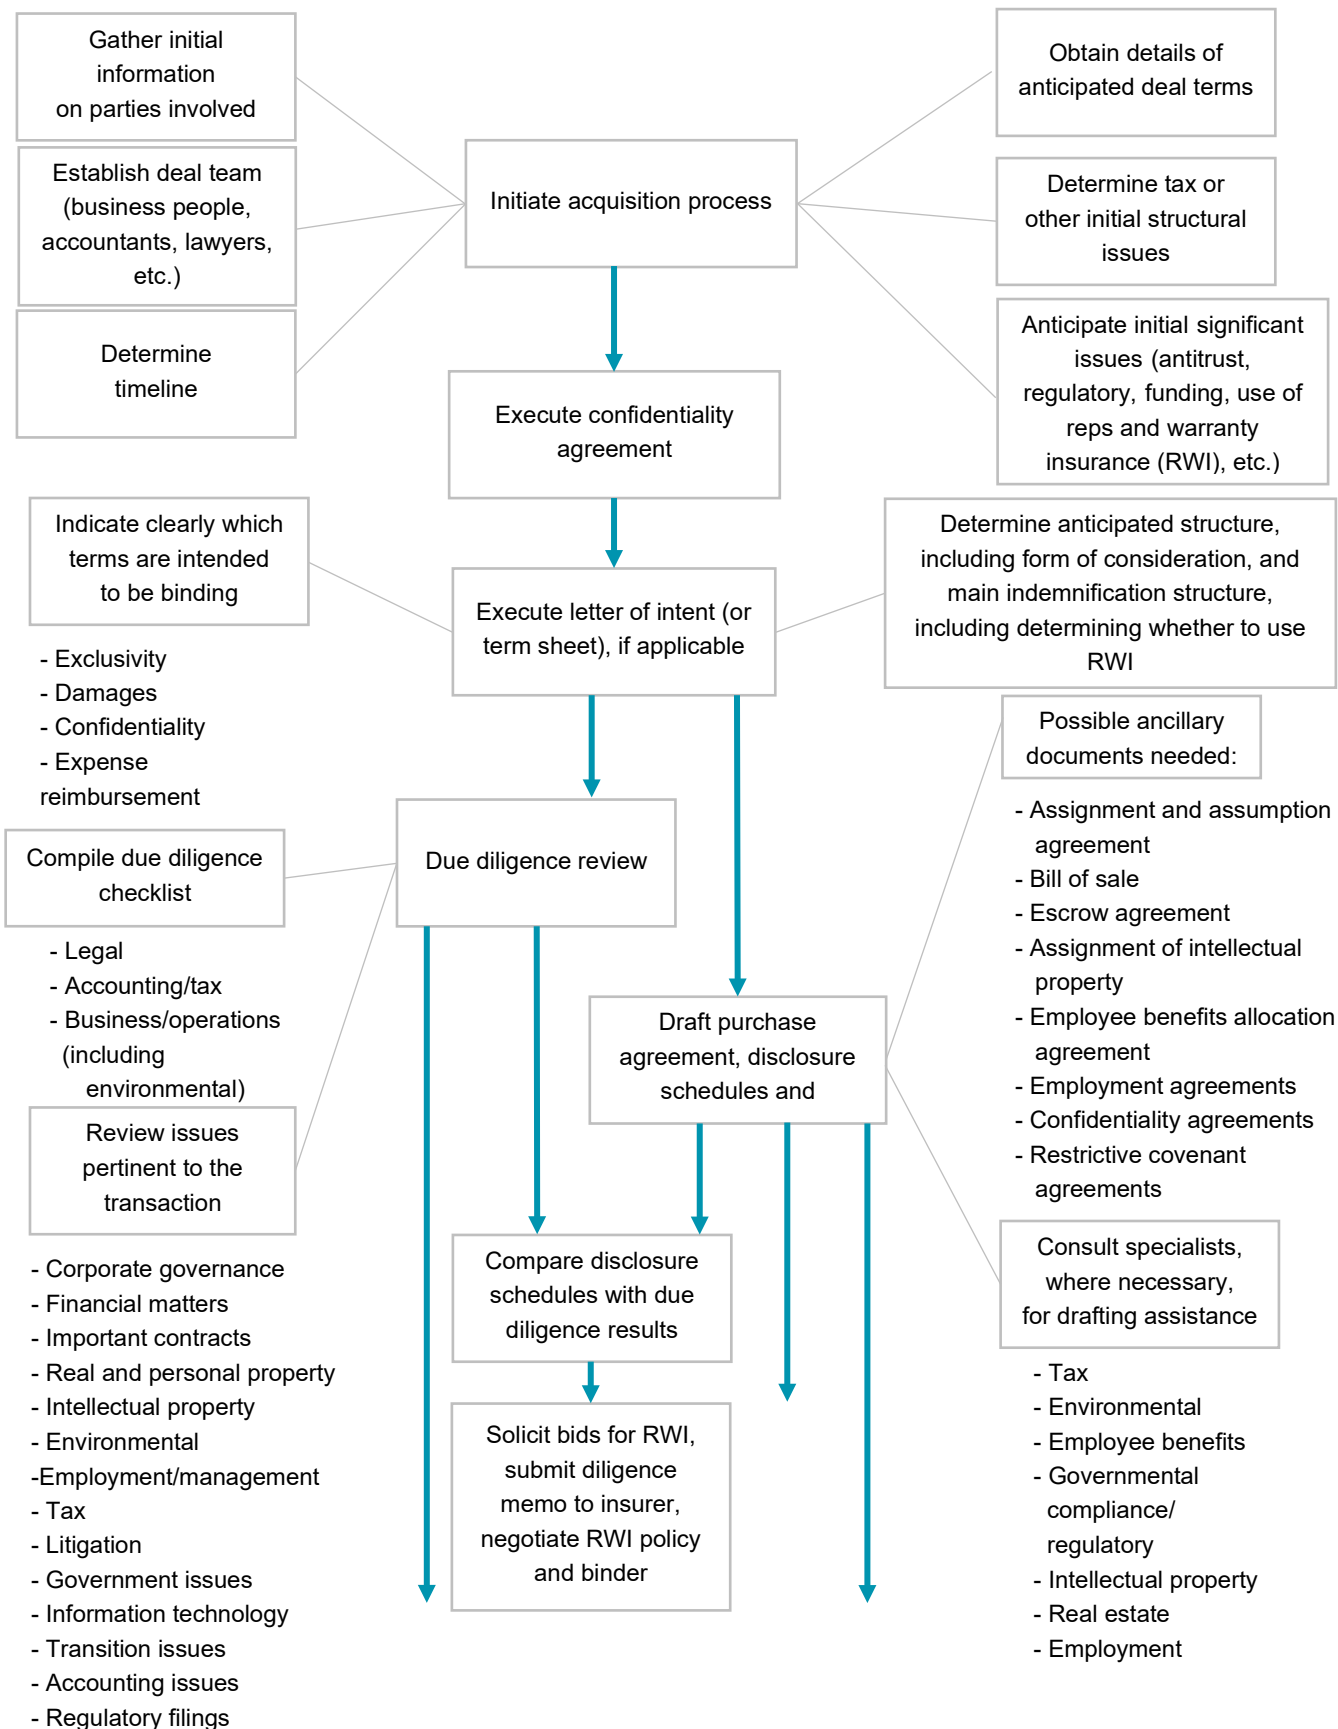 Gather initial
information
on parties involved
Obtain details of
anticipated deal terms
Establish deal team
(business people,
accountants, lawyers,
etc.)
Initiate acquisition process
Determine tax or
other initial structural
issues
Determine
timeline
Anticipate initial significant
issues (antitrust,
regulatory, funding, use of
reps and warranty
insurance (RWI), etc.)
Execute confidentiality
agreement
Indicate clearly which
terms are intended
to be binding
- Exclusivity
- Damages
- Confidentiality
- Expense
reimbursement
Execute letter of intent (or
term sheet), if applicable
Determine anticipated structure,
including form of consideration, and
main indemnification structure,
including determining whether to use
RWI
Possible ancillary
documents needed:
- Assignment and assumption
agreement
- Bill of sale
- Escrow agreement
- Assignment of intellectual
property
- Employee benefits allocation
agreement
- Employment agreements
- Confidentiality agreements
- Restrictive covenant
agreements
Compile due diligence
checklist
- Legal
- Accounting/tax
- Business/operations
(including
environmental)
Due diligence review
Draft purchase
agreement, disclosure
schedules and
Review issues
pertinent to the
transaction
- Corporate governance
- Financial matters
- Important contracts
- Real and personal property
- Intellectual property
- Environmental
-Employment/management
- Tax
- Litigation
- Government issues
- Information technology
- Transition issues
- Accounting issues
- Regulatory filings
Compare disclosure
schedules with due
diligence results
Solicit bids for RWI,
submit diligence
memo to insurer,
negotiate RWI policy
and binder
Consult specialists,
where necessary,
for drafting assistance
- Tax
- Environmental
- Employee benefits
- Governmental
compliance/
regulatory
- Intellectual property
- Real estate
- Employment